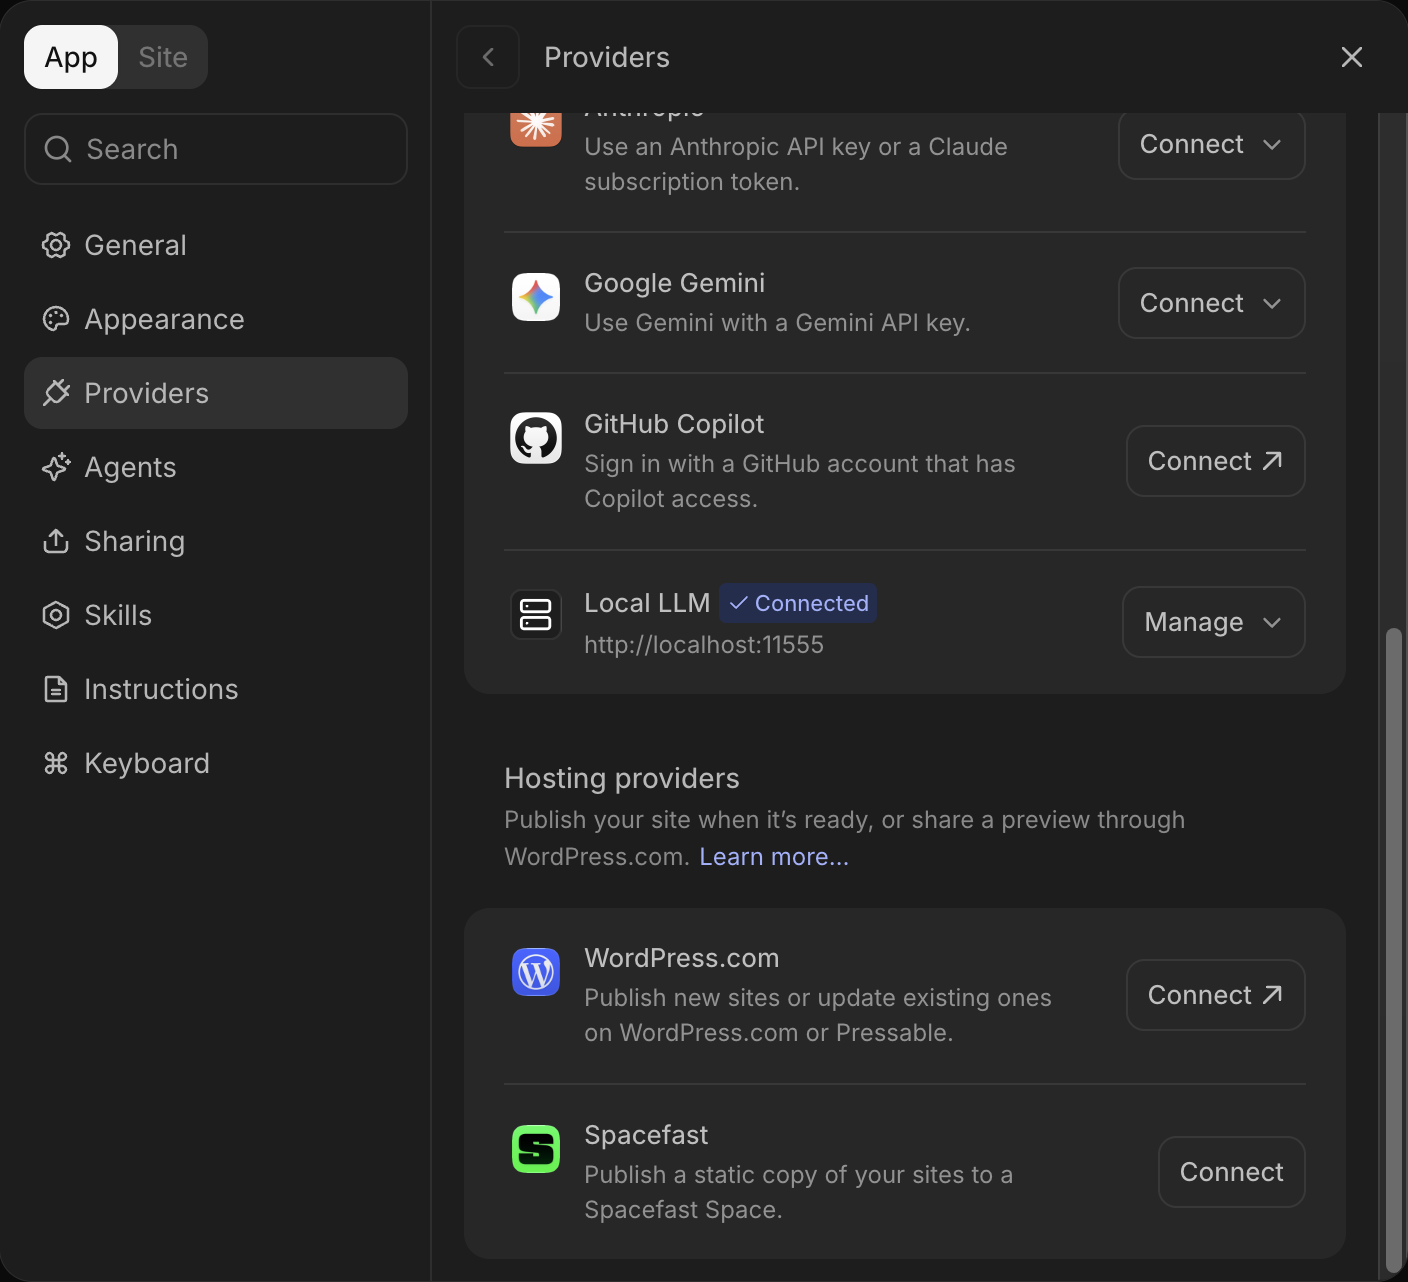 App
Site
Search
General
Appearance
Providers
Agents
Sharing
Skills
Instructions
Keyboard
Providers
Anthropic
Use an Anthropic API key or a Claude
subscription token.
Connect
Google Gemini
Use Gemini with a Gemini API key.
Connect
GitHub Copilot
Sign in with a GitHub account that has
Copilot access.
Connect
Local LLM
Connected
http://localhost:11555
Manage
Hosting providers
Publish your site when it’s ready, or share a preview through
WordPress.com. Learn more...
WordPress.com
Publish new sites or update existing ones
on WordPress.com or Pressable.
Connect
Spacefast
Publish a static copy of your sites to a
Spacefast Space.
Connect